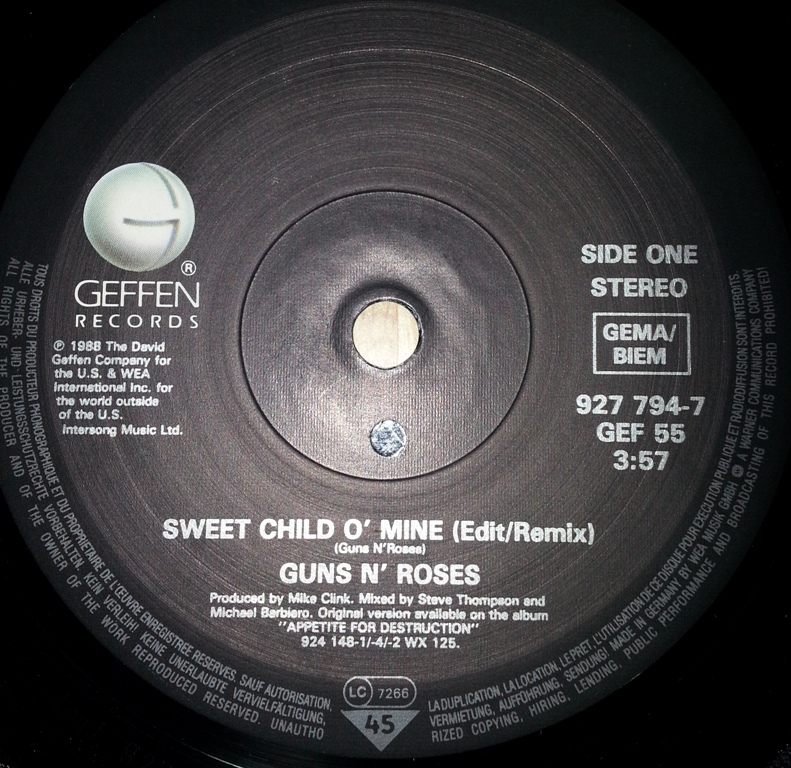 GEFFEN ®
RECORDS
℗ 1988 The David
Geffen Company for
the U.S. & WEA
International Inc. for
the world outside
of the U.S.
Intersong Music Ltd.
SIDE ONE
STEREO
GEMA/
BIEM
927 794-7
GEF 55
3:57
SWEET CHILD O' MINE (Edit/Remix)
(Guns N'Roses)
GUNS N' ROSES
Produced by Mike Clink. Mixed by Steve Thompson and
Michael Barbiero. Original version available on the album
"APPETITE FOR DESTRUCTION"
924 148-1/-4/-2 WX 125.
LC 7266
45
TOUS DROITS DU PRODUCTEUR PHONOGRAPHIQUE ET DU PROPRIETAIRE DE L'ŒUVRE ENREGISTREE RESERVES. SAUF AUTORISATION, LA DUPLICATION, LA LOCATION, LE PRET, L'UTILISATION DE CE DISQUE POUR EXECUTION PUBLIQUE ET RADIODIFFUSION SONT INTERDITS.
ALLE URHEBER- UND LEISTUNGSSCHUTZRECHTE VORBEHALTEN. KEIN VERLEIH! KEINE UNERLAUBTE VERVIELFÄLTIGUNG, VERMIETUNG, AUFFÜHRUNG, SENDUNG! MADE IN GERMANY BY WEA MUSIK GMBH. Ⓦ A WARNER COMMUNICATIONS COMPANY
ALL RIGHTS OF THE PRODUCER AND OF THE OWNER OF THE WORK REPRODUCED RESERVED. UNAUTHORIZED COPYING, HIRING, LENDING, PUBLIC PERFORMANCE AND BROADCASTING OF THIS RECORD PROHIBITED!